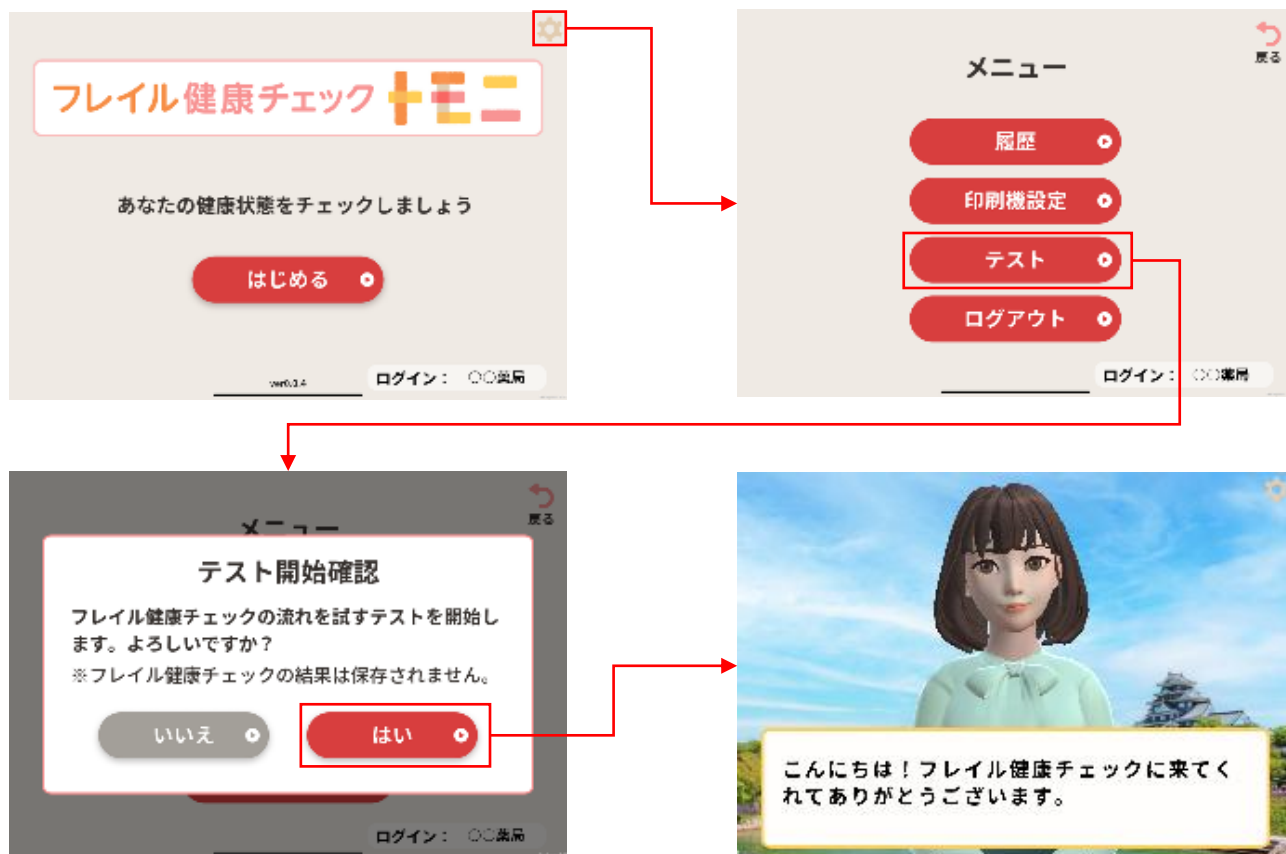 フレイル健康チェック トモニ
あなたの健康状態をチェックしましょう
はじめる
ver0.1.4
ログイン： ○○薬局
メニュー
戻る
履歴
印刷機設定
テスト
ログアウト
ログイン： ○○薬局
メニュー
戻る
テスト開始確認
フレイル健康チェックの流れを試すテストを開始し
ます。よろしいですか？
※フレイル健康チェックの結果は保存されません。
いいえ
はい
ログイン： ○○薬局
こんにちは！フレイル健康チェックに来てく
れてありがとうございます。